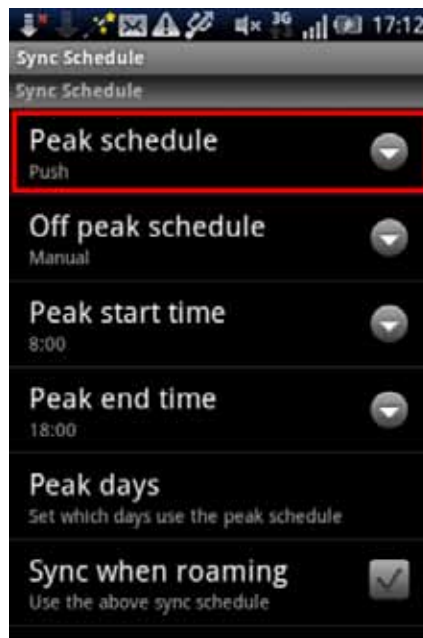 3G 17:12
Sync Schedule
Sync Schedule
Peak schedule
Push
Off peak schedule
Manual
Peak start time
8:00
Peak end time
18:00
Peak days
Set which days use the peak schedule
Sync when roaming
Use the above sync schedule